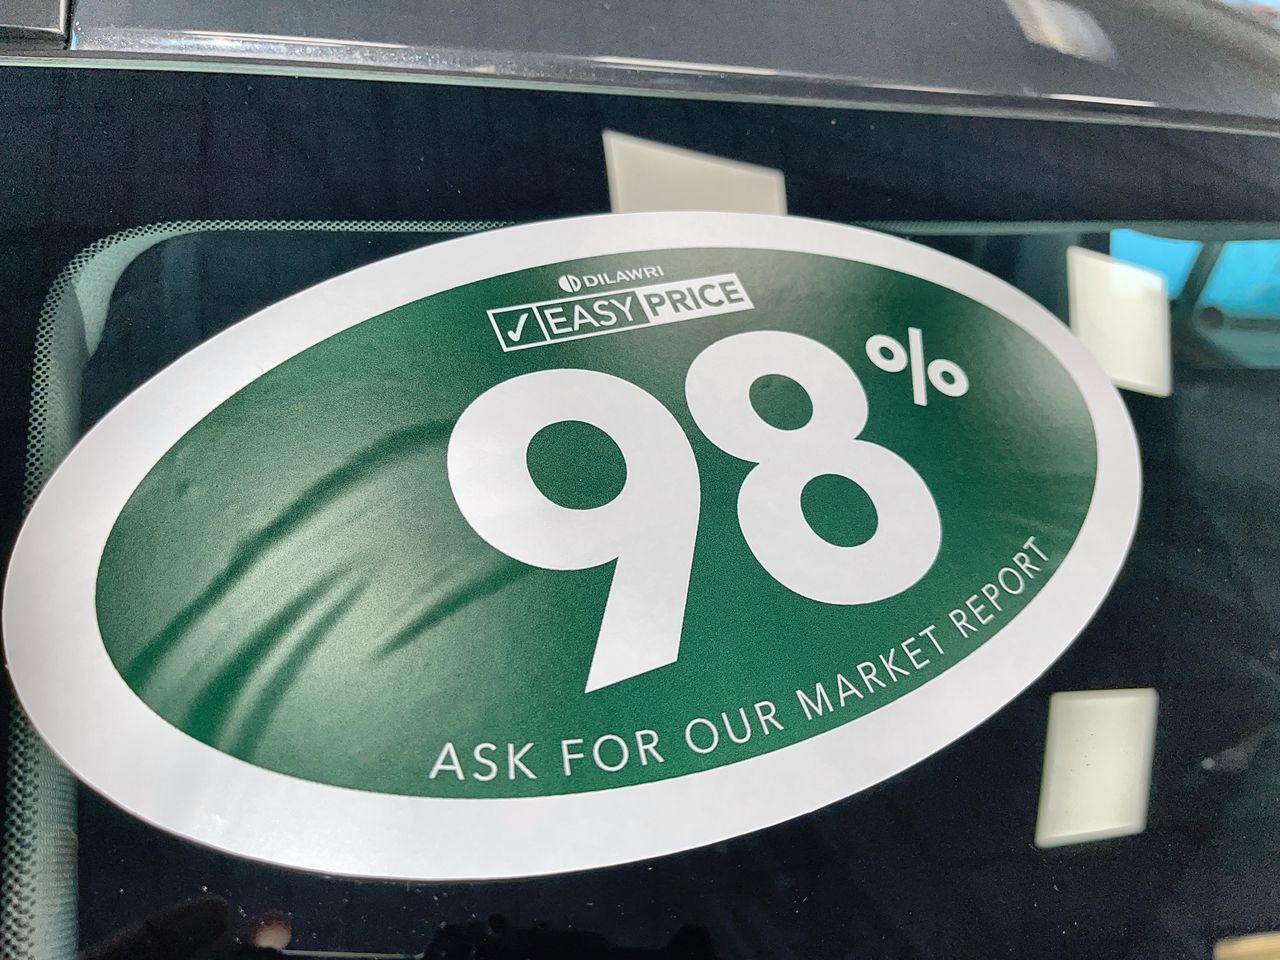 DILAWRI
EASY PRICE
98%
ASK FOR OUR MARKET REPORT